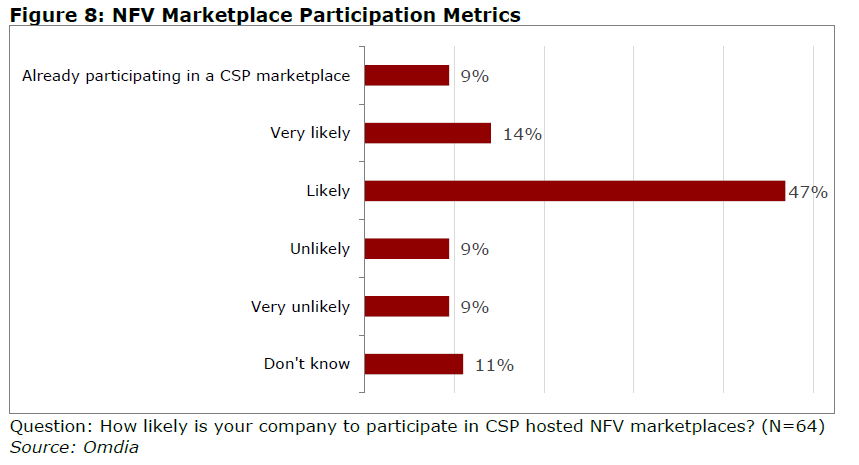 Figure 8: NFV Marketplace Participation Metrics
Already participating in a CSP marketplace 9%
Very likely 14%
Likely 47%
Unlikely 9%
Very unlikely 9%
Don't know 11%
Question: How likely is your company to participate in CSP hosted NFV marketplaces? (N=64)
Source: Omdia